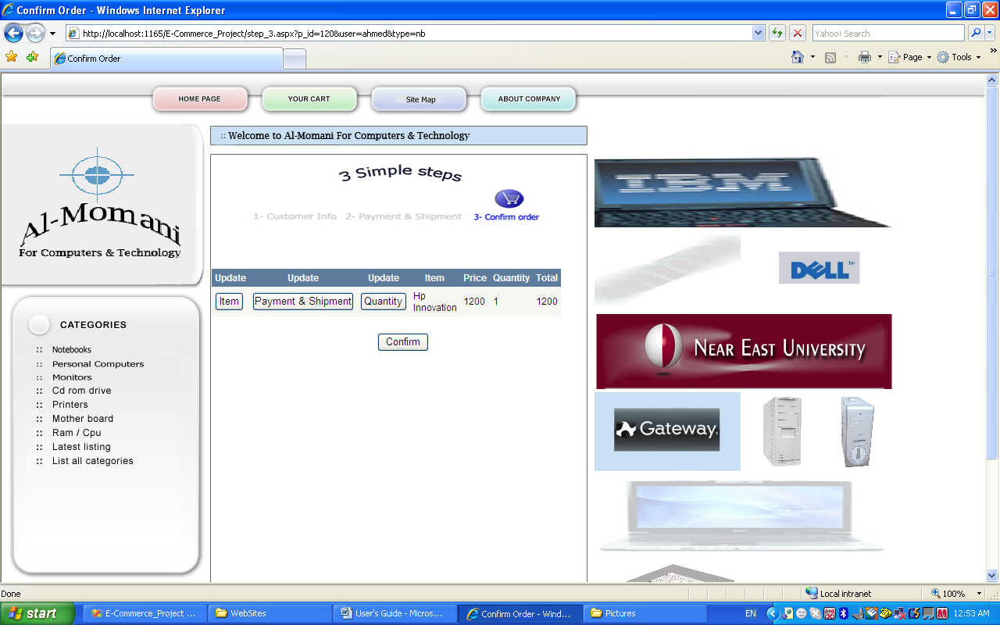 Confirm Order - Windows Internet Explorer
http://localhost:1165/E-Commerce_Project/step_3.aspx?p_id=120&user=ahmed&type=nb
Yahoo! Search
Confirm Order
Page
Tools
HOME PAGE
YOUR CART
Site Map
ABOUT COMPANY
Al-Momani
For Computers & Technology
:: Welcome to Al-Momani For Computers & Technology
3 Simple steps
1- Customer Info 2- Payment & Shipment 3- Confirm order
Update Update Update Item Price Quantity Total
Item Payment & Shipment Quantity Hp Innovation 1200 1 1200
Confirm
CATEGORIES
:: Notebooks
:: Personal Computers
:: Monitors
:: Cd rom drive
:: Printers
:: Mother board
:: Ram / Cpu
:: Latest listing
:: List all categories
IBM
DELL™
NEAR EAST UNIVERSITY
Gateway.
Done
Local intranet
100%
start
E-Commerce_Project ...
WebSites
User's Guide - Micros...
Confirm Order - Wind...
Pictures
EN
12:53 AM